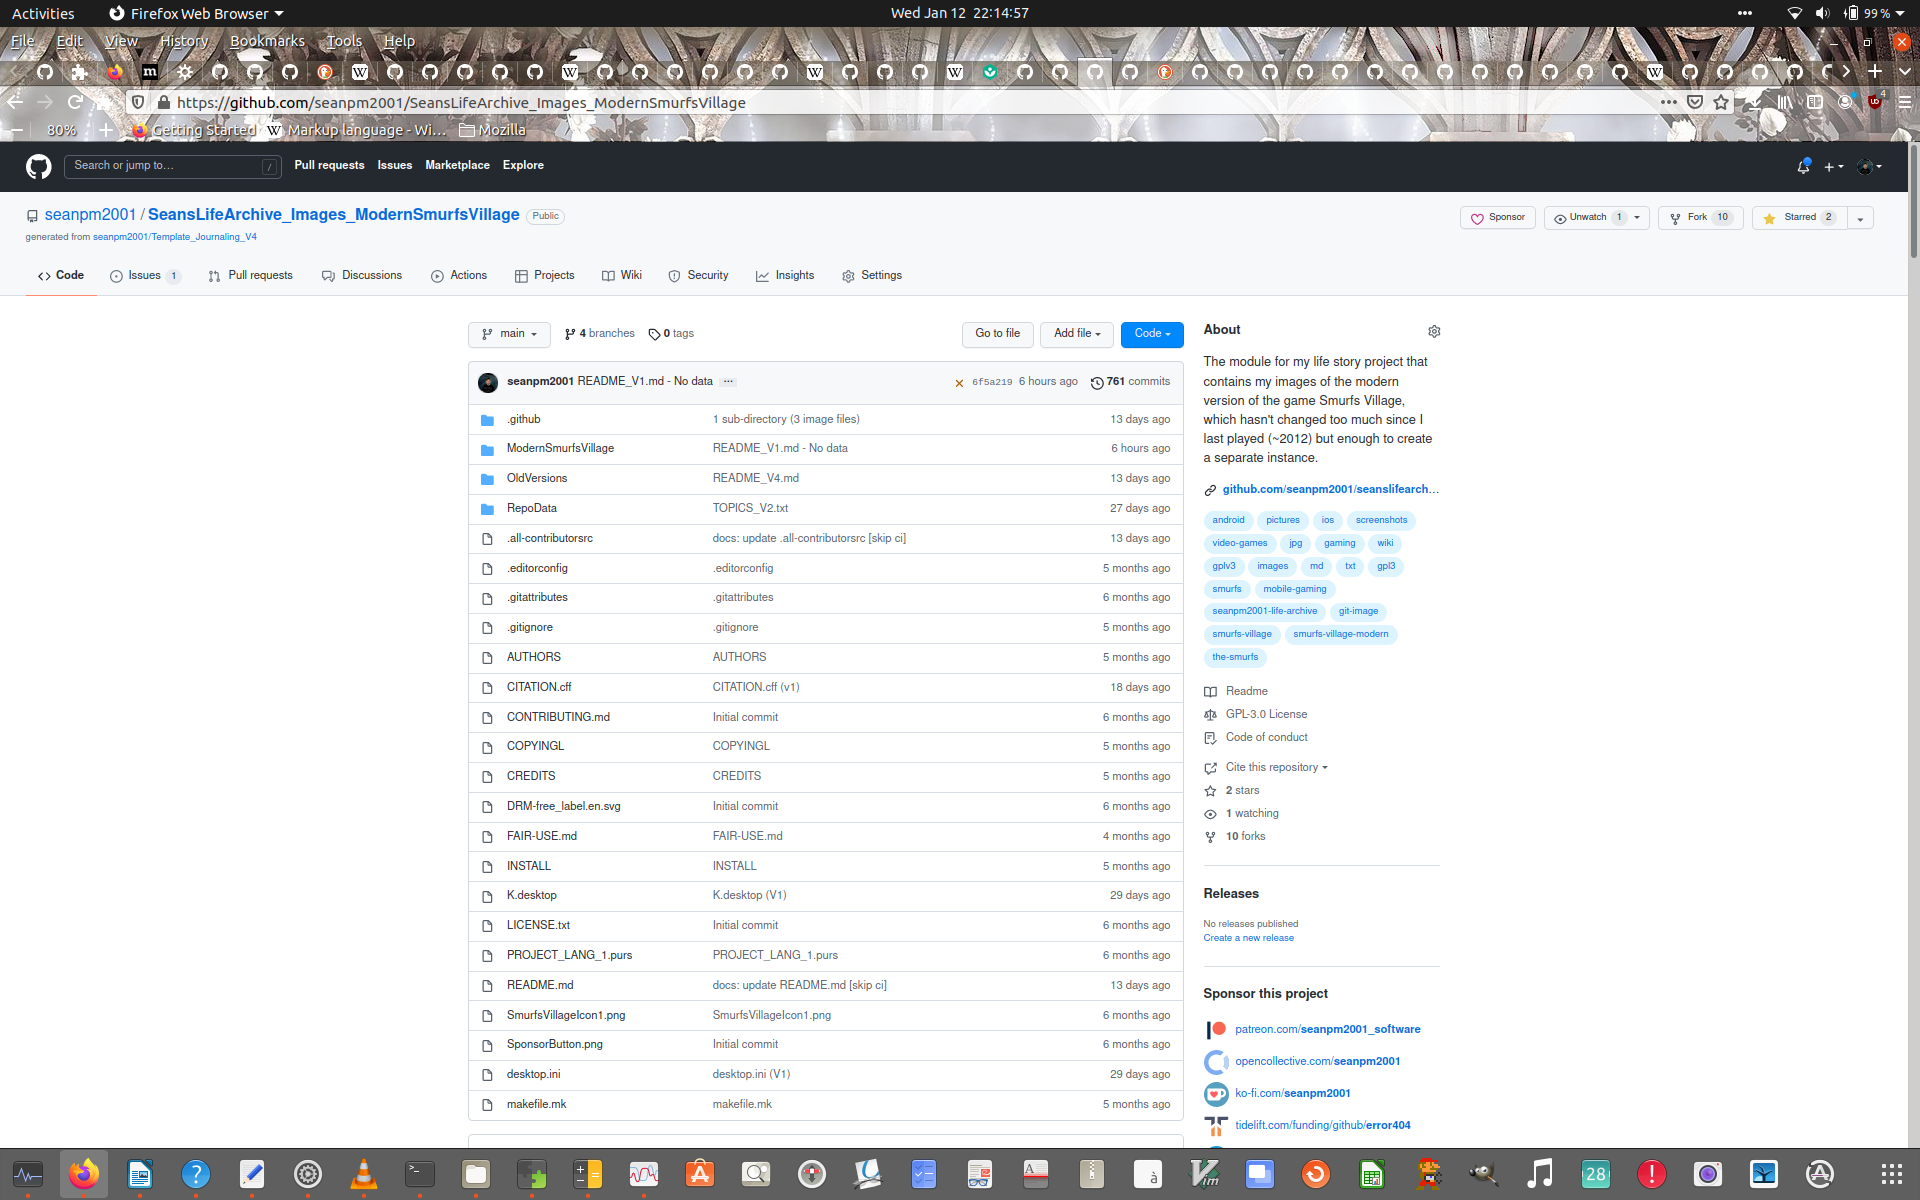 Activities Firefox Web Browser Wed Jan 12 22:14:57 99 %
File Edit View History Bookmarks Tools Help
https://github.com/seanpm2001/SeansLifeArchive_Images_ModernSmurfsVillage 4
80% Getting Started Markup language - Wi… Mozilla
Search or jump to… / Pull requests Issues Marketplace Explore
seanpm2001 / SeansLifeArchive_Images_ModernSmurfsVillage Public Sponsor Unwatch 1 Fork 10 Starred 2
generated from seanpm2001/Template_Journaling_V4
Code Issues 1 Pull requests Discussions Actions Projects Wiki Security Insights Settings
main 4 branches 0 tags Go to file Add file Code
seanpm2001 README_V1.md - No data ... 6f5a219 6 hours ago 761 commits
.github 1 sub-directory (3 image files) 13 days ago
ModernSmurfsVillage README_V1.md - No data 6 hours ago
OldVersions README_V4.md 13 days ago
RepoData TOPICS_V2.txt 27 days ago
.all-contributorsrc docs: update .all-contributorsrc [skip ci] 13 days ago
.editorconfig .editorconfig 5 months ago
.gitattributes .gitattributes 6 months ago
.gitignore .gitignore 5 months ago
AUTHORS AUTHORS 5 months ago
CITATION.cff CITATION.cff (v1) 18 days ago
CONTRIBUTING.md Initial commit 6 months ago
COPYINGL COPYINGL 5 months ago
CREDITS CREDITS 5 months ago
DRM-free_label.en.svg Initial commit 6 months ago
FAIR-USE.md FAIR-USE.md 4 months ago
INSTALL INSTALL 5 months ago
K.desktop K.desktop (V1) 29 days ago
LICENSE.txt Initial commit 6 months ago
PROJECT_LANG_1.purs PROJECT_LANG_1.purs 6 months ago
README.md docs: update README.md [skip ci] 13 days ago
SmurfsVillageIcon1.png SmurfsVillageIcon1.png 6 months ago
SponsorButton.png Initial commit 6 months ago
desktop.ini desktop.ini (V1) 29 days ago
makefile.mk makefile.mk 5 months ago
About
The module for my life story project that
contains my images of the modern
version of the game Smurfs Village,
which hasn't changed too much since I
last played (~2012) but enough to create
a separate instance.
github.com/seanpm2001/seanslifearch…
android pictures ios screenshots
video-games jpg gaming wiki
gplv3 images md txt gpl3
smurfs mobile-gaming
seanpm2001-life-archive git-image
smurfs-village smurfs-village-modern
the-smurfs
Readme
GPL-3.0 License
Code of conduct
Cite this repository
2 stars
1 watching
10 forks
Releases
No releases published
Create a new release
Sponsor this project
patreon.com/seanpm2001_software
opencollective.com/seanpm2001
ko-fi.com/seanpm2001
tidelift.com/funding/github/error404
28